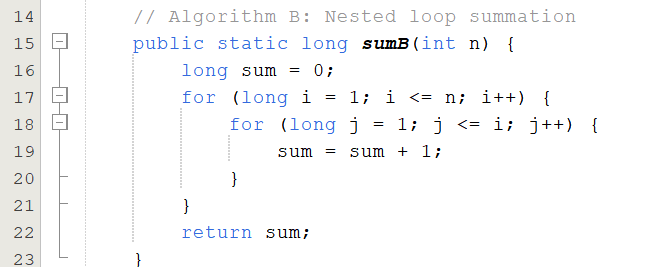 14 // Algorithm B: Nested loop summation
15 public static long sumB(int n) {
16 long sum = 0;
17 for (long i = 1; i <= n; i++) {
18 for (long j = 1; j <= i; j++) {
19 sum = sum + 1;
20 }
21 }
22 return sum;
23 }